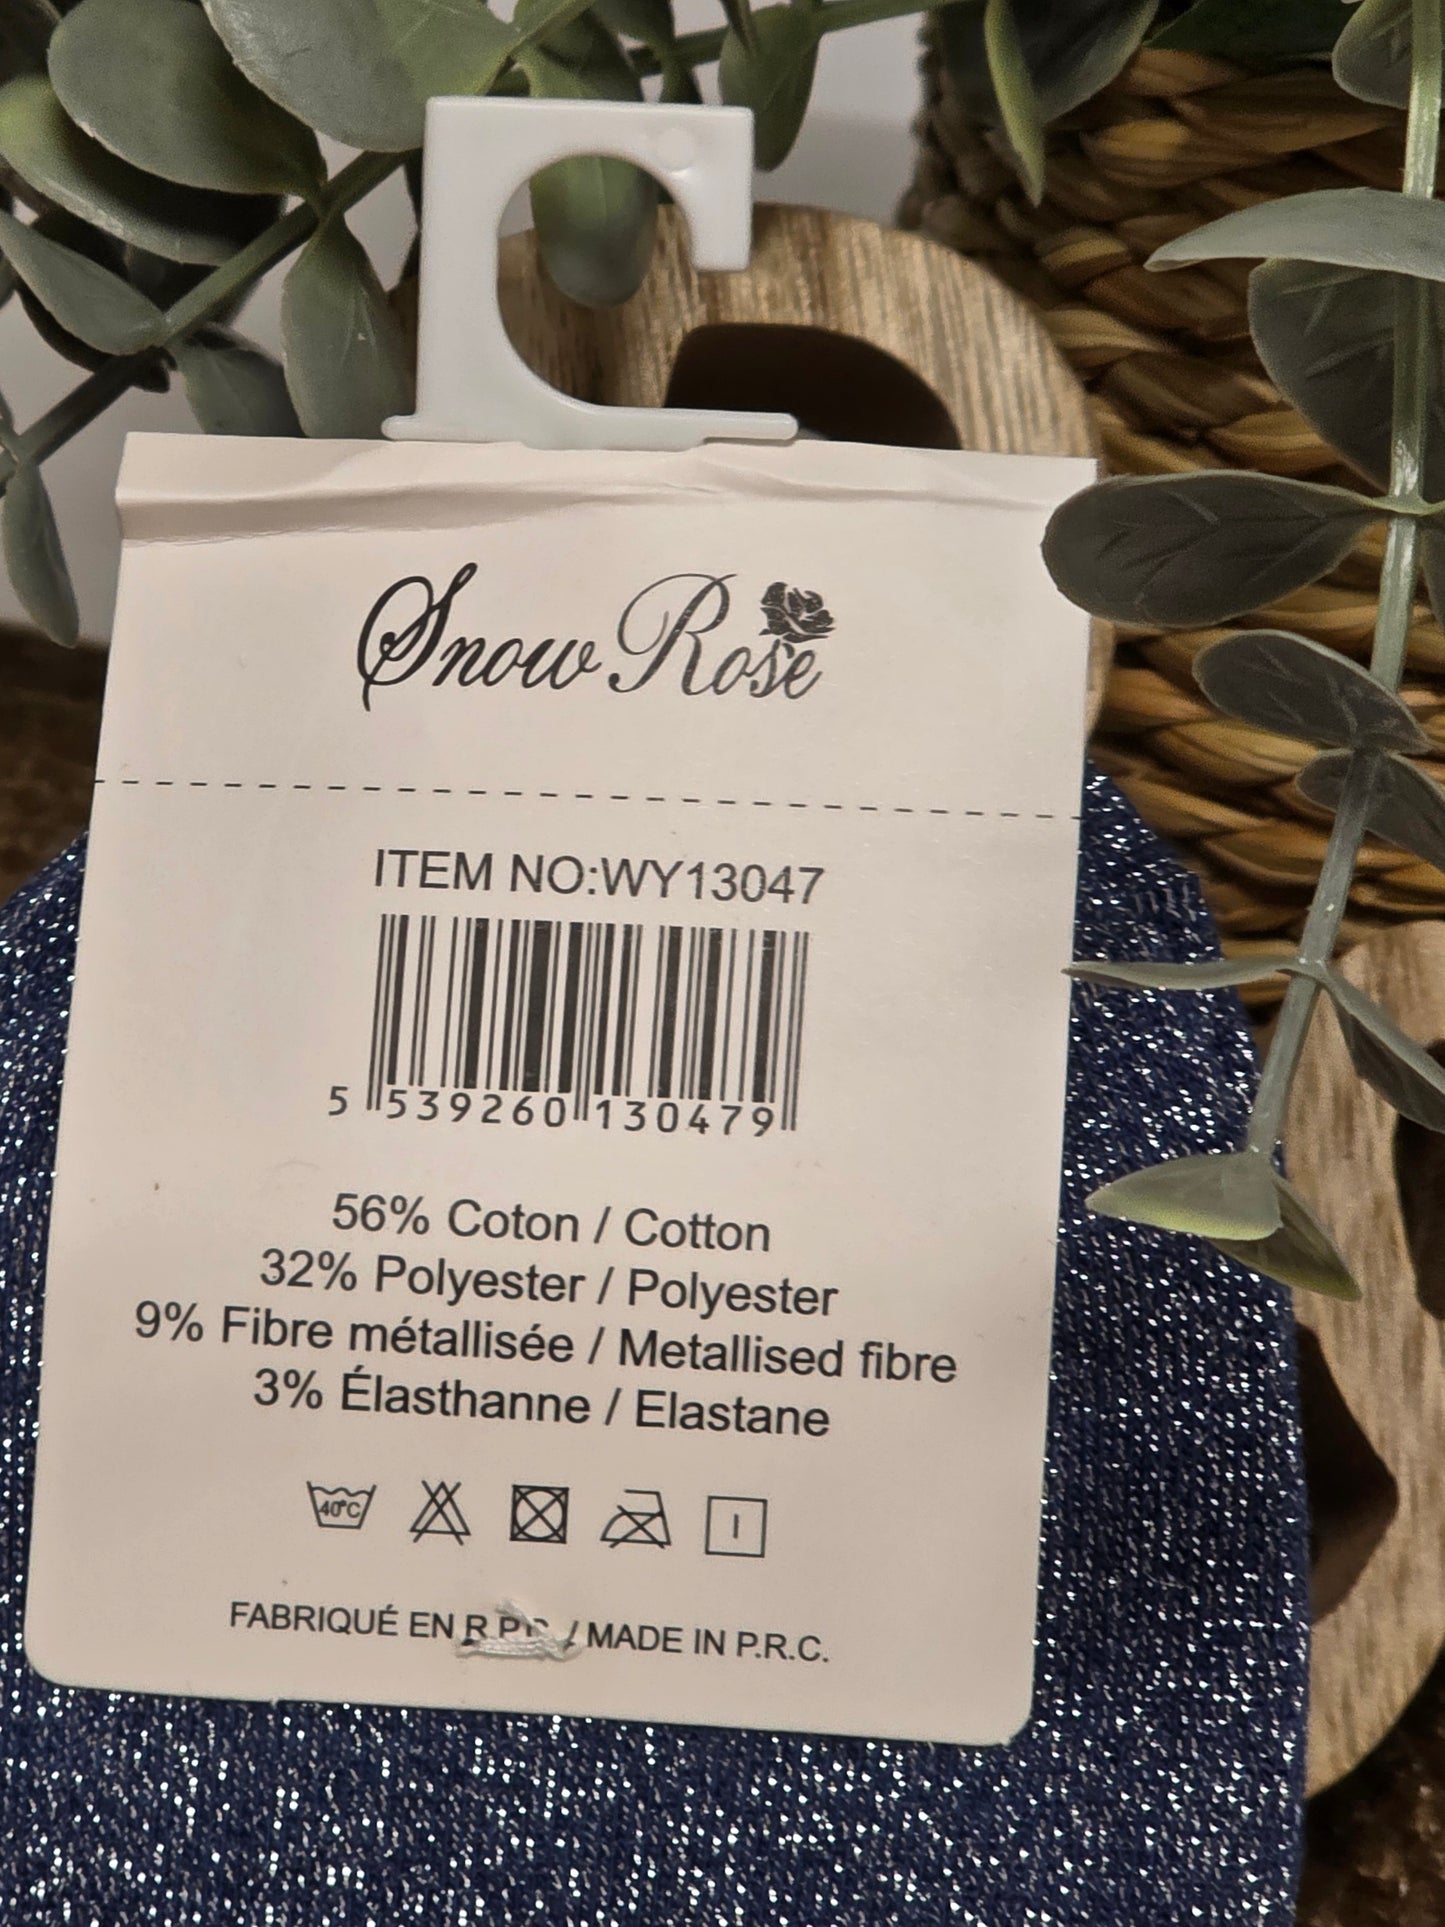 Snow Rose
ITEM NO:WY13047
5 539260 130479
56% Coton / Cotton
32% Polyester / Polyester
9% Fibre métallisée / Metallised fibre
3% Élasthanne / Elastane
40°C
FABRIQUÉ EN / MADE IN P.R.C.